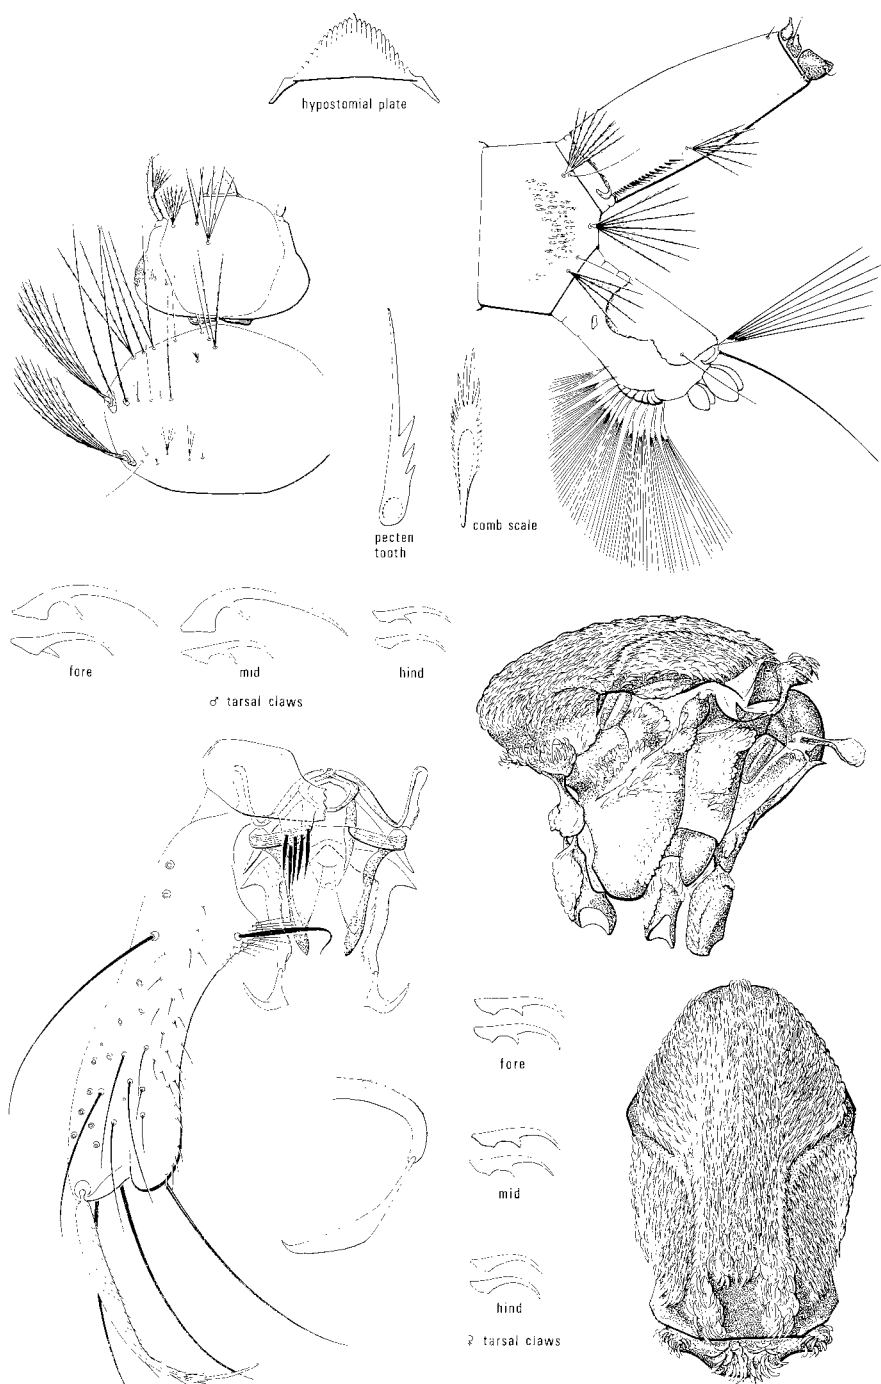 hypostomial plate
pecten
tooth
comb scale
fore
mid
hind
♂ tarsal claws
fore
mid
hind
♀ tarsal claws